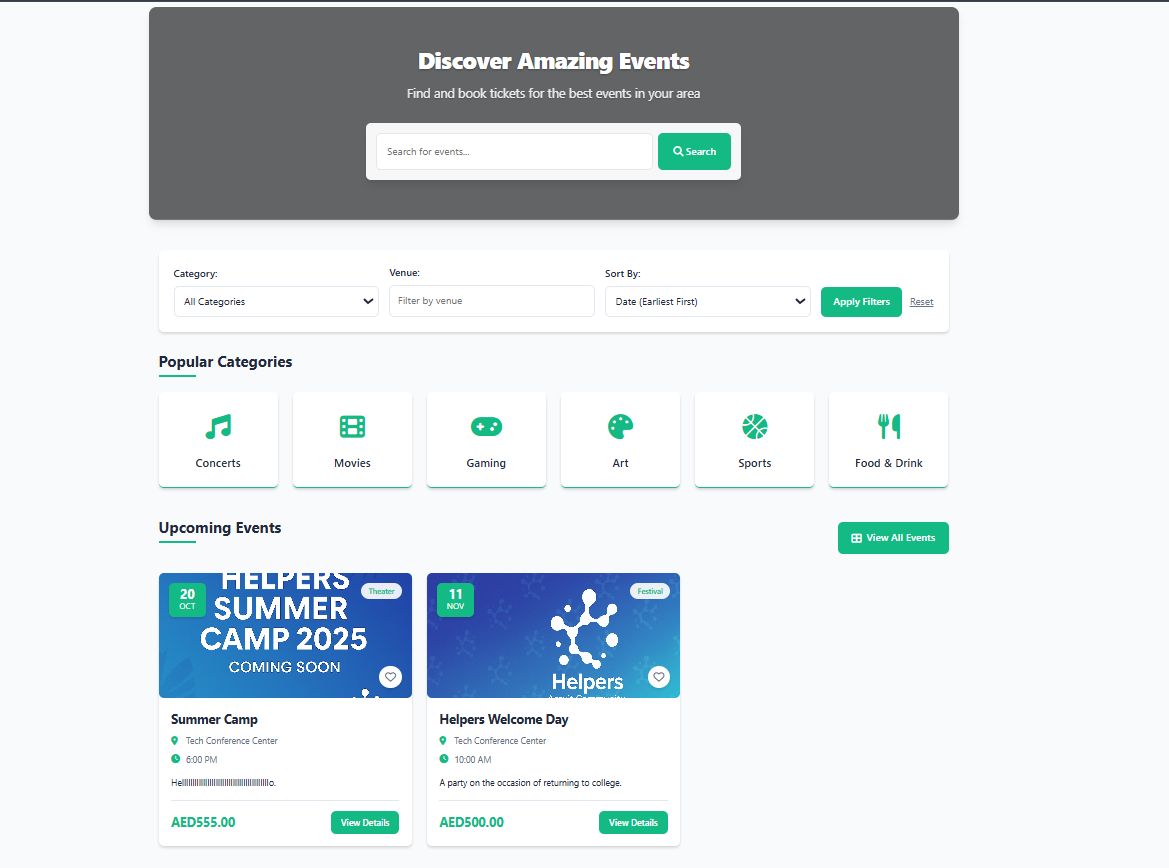 Discover Amazing Events
Find and book tickets for the best events in your area
Search for events...
Search
Category:
Venue:
Sort By:
All Categories
Filter by venue
Date (Earliest First)
Apply Filters
Reset
Popular Categories
Concerts
Movies
Gaming
Art
Sports
Food & Drink
Upcoming Events
View All Events
20
OCT
Theater
HELPERS
SUMMER
CAMP 2025
COMING SOON
Summer Camp
Tech Conference Center
6:00 PM
AED555.00
View Details
11
NOV
Festival
Helpers
Helpers Welcome Day
Tech Conference Center
10:00 AM
A party on the occasion of returning to college.
AED500.00
View Details